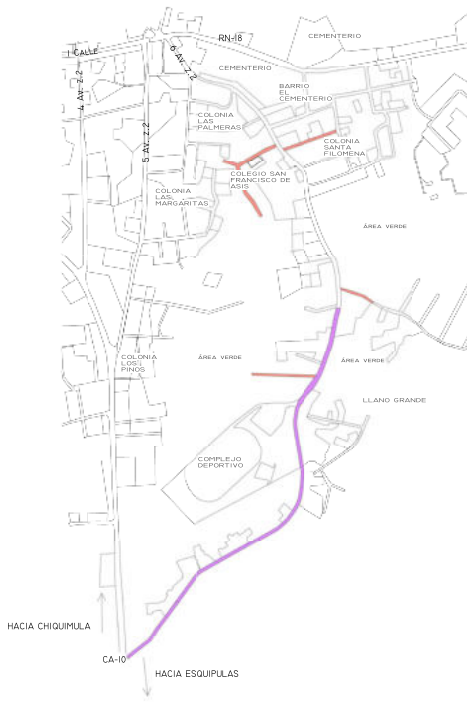 RN-18
CEMENTERIO
1 CALLE
6 Av. z.2
CEMENTERIO
4 Av. z.2
BARRIO
EL
CEMENTERIO
COLONIA
LAS
PALMERAS
5 Av. z.2
COLONIA
SANTA
FILOMENA
COLEGIO SAN
FRANCISCO DE
ASIS
COLONIA
LAS
MARGARITAS
ÁREA VERDE
COLONIA
LOS
PINOS
ÁREA VERDE
ÁREA VERDE
LLANO GRANDE
COMPLEJO
DEPORTIVO
HACIA CHIQUIMULA
CA-10
HACIA ESQUIPULAS